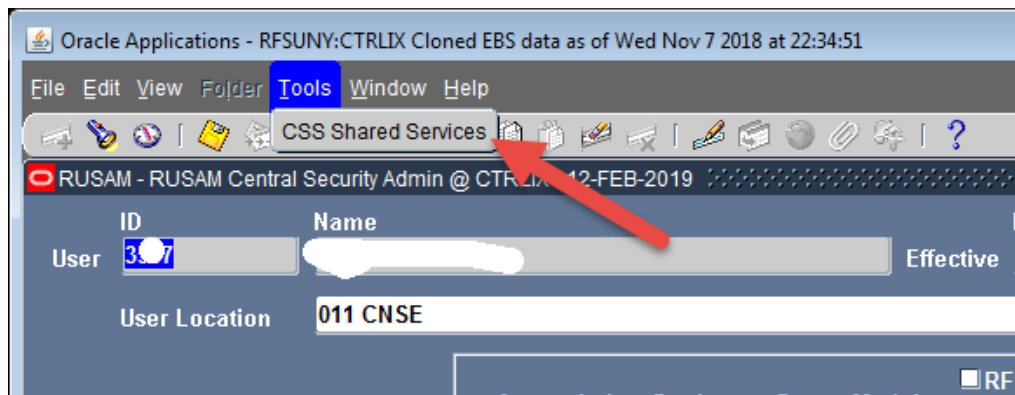 Oracle Applications - RFSUNY:CTRLIX Cloned EBS data as of Wed Nov 7 2018 at 22:34:51
File Edit View Folder Tools Window Help
CSS Shared Services
?
RUSAM - RUSAM Central Security Admin @ 12-FEB-2019
ID Name
User Effective
User Location 011 CNSE
RF